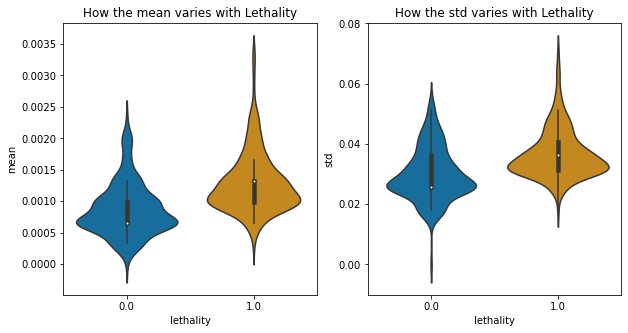 How the mean varies with Lethality
0.0035
0.0030
0.0025
0.0020
0.0015
0.0010
0.0005
0.0000
mean
0.0
1.0
lethality
How the std varies with Lethality
0.08
0.06
0.04
0.02
0.00
std
0.0
1.0
lethality